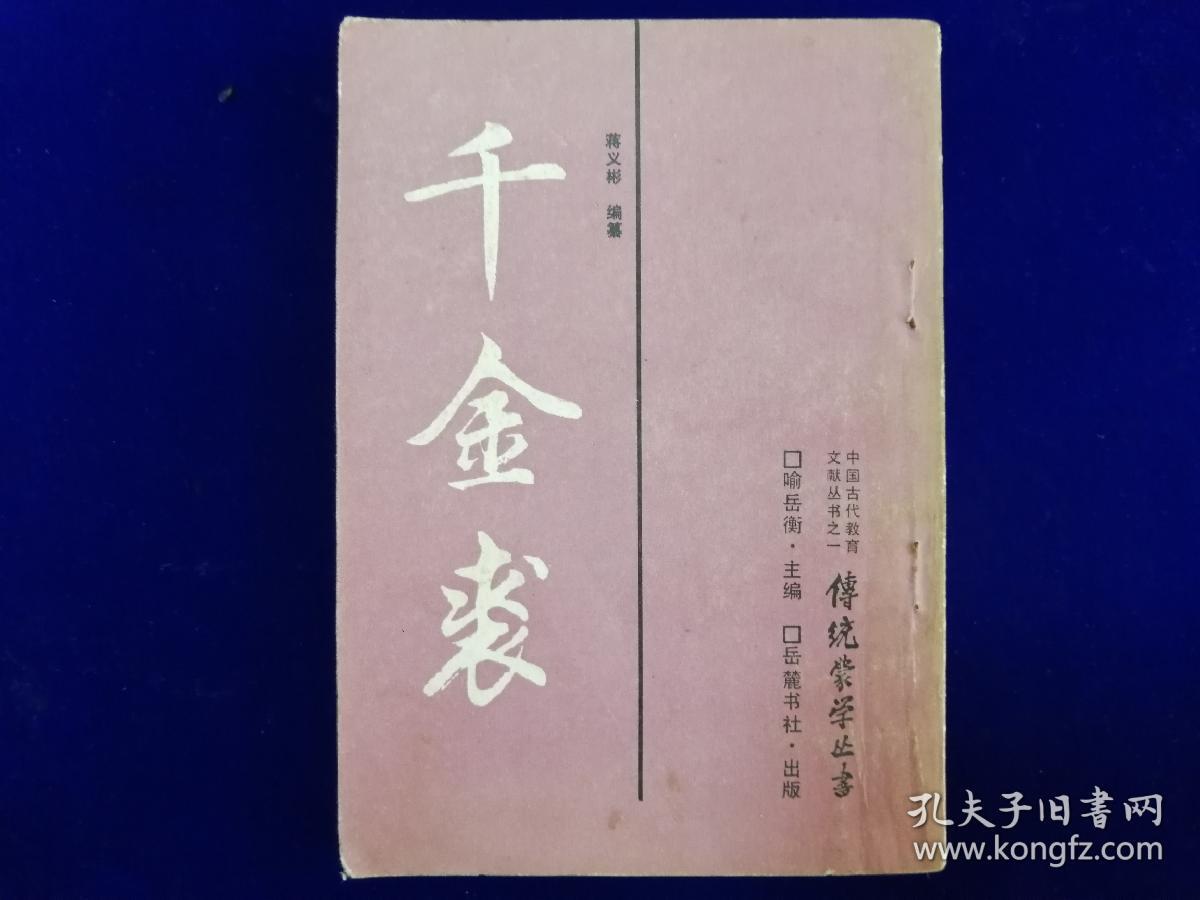 中国古代教育
文献丛书之一
傳统蒙学丛書
□喻岳衡·主编 □岳麓书社·出版
蒋义彬 编纂
千金裘
孔夫子旧書网
www.kongfz.com